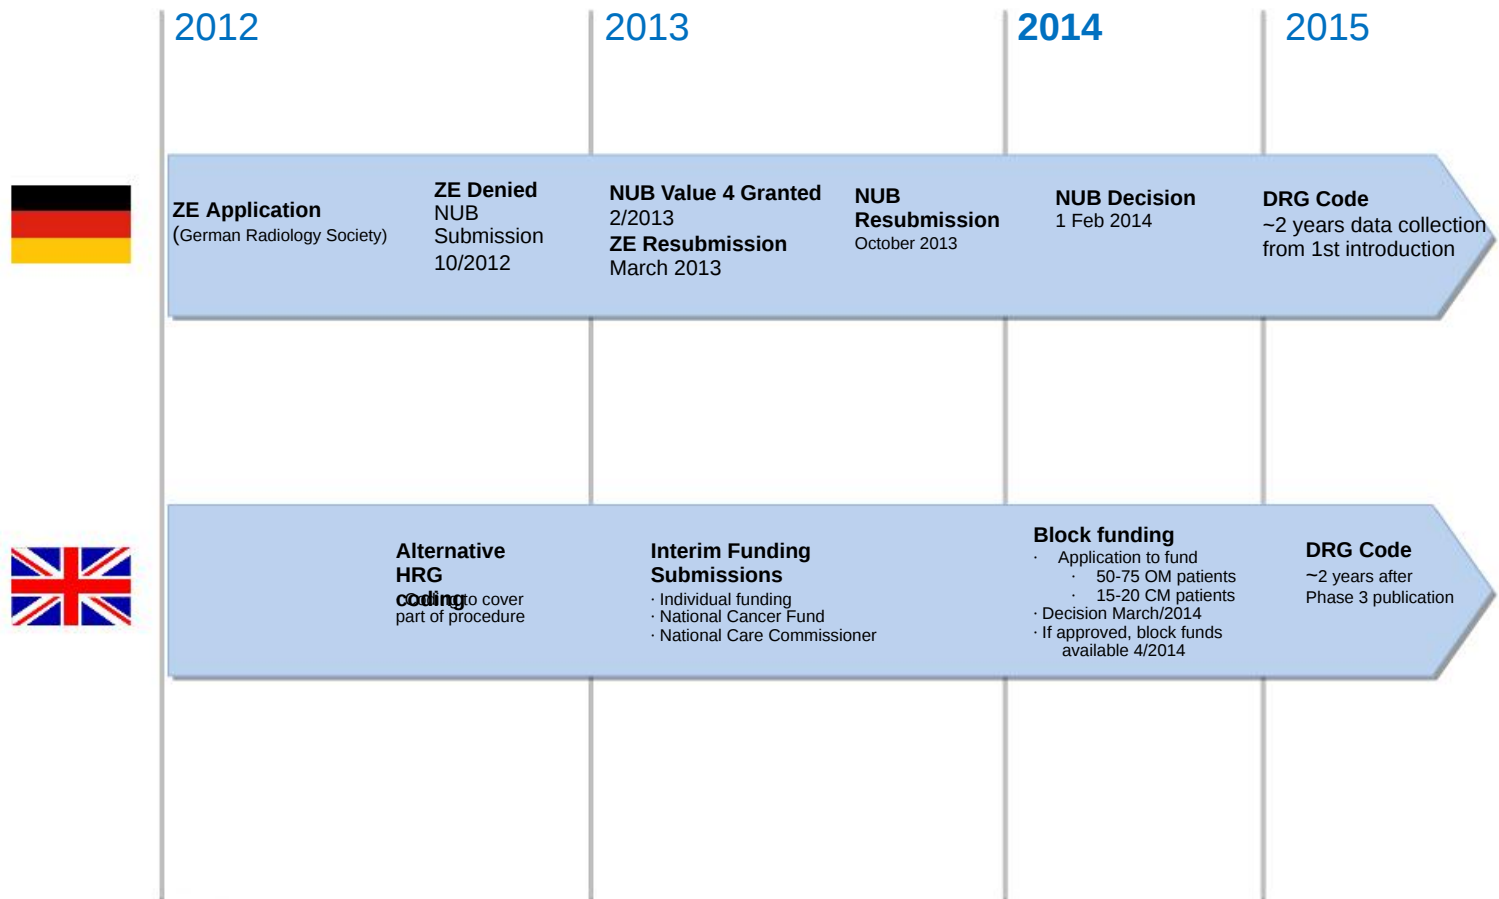 2012
2013
2014
2015
ZE Application
(German Radiology Society)
ZE Denied
NUB
Submission
10/2012
NUB Value 4 Granted
2/2013
ZE Resubmission
March 2013
NUB
Resubmission
October 2013
NUB Decision
1 Feb 2014
DRG Code
~2 years data collection
from 1st introduction
Alternative
HRG
coding
· Coding to cover
part of procedure
Interim Funding
Submissions
· Individual funding
· National Cancer Fund
· National Care Commissioner
Block funding
· Application to fund
· 50-75 OM patients
· 15-20 CM patients
· Decision March/2014
· If approved, block funds
available 4/2014
DRG Code
~2 years after
Phase 3 publication